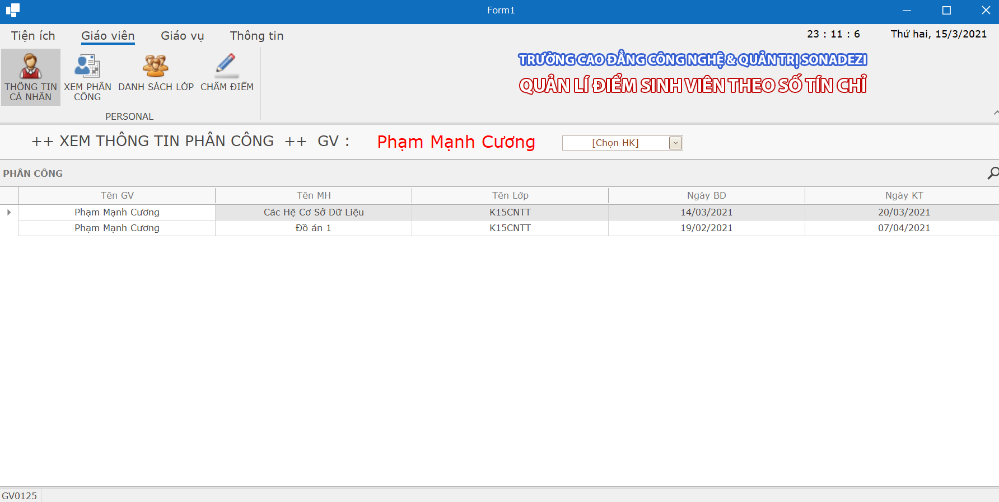 Form1
Tiện ích Giáo viên Giáo vụ Thông tin 23 : 11 : 6 Thứ hai, 15/3/2021
TRƯỜNG CAO ĐẲNG CÔNG NGHỆ & QUẢN TRỊ SONADEZI
QUẢN LÍ ĐIỂM SINH VIÊN THEO SỐ TÍN CHỈ
THÔNG TIN XEM PHÂN DANH SÁCH LỚP CHẤM ĐIỂM
CÁ NHÂN CÔNG
PERSONAL
++ XEM THÔNG TIN PHÂN CÔNG ++ GV : Phạm Mạnh Cương [Chọn HK]
PHÂN CÔNG
Tên GV Tên MH Tên Lớp Ngày BD Ngày KT
Phạm Mạnh Cương Các Hệ Cơ Sở Dữ Liệu K15CNTT 14/03/2021 20/03/2021
Phạm Mạnh Cương Đồ án 1 K15CNTT 19/02/2021 07/04/2021
GV0125